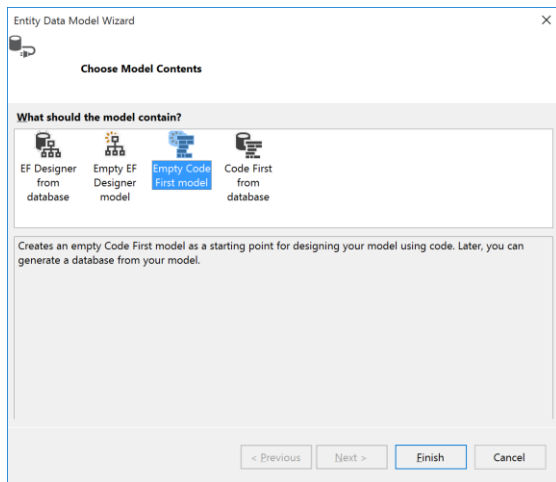 Entity Data Model Wizard
Choose Model Contents
What should the model contain?
EF Designer from database
Empty EF Designer model
Empty Code First model
Code First from database
Creates an empty Code First model as a starting point for designing your model using code. Later, you can
generate a database from your model.
< Previous
Next >
Finish
Cancel